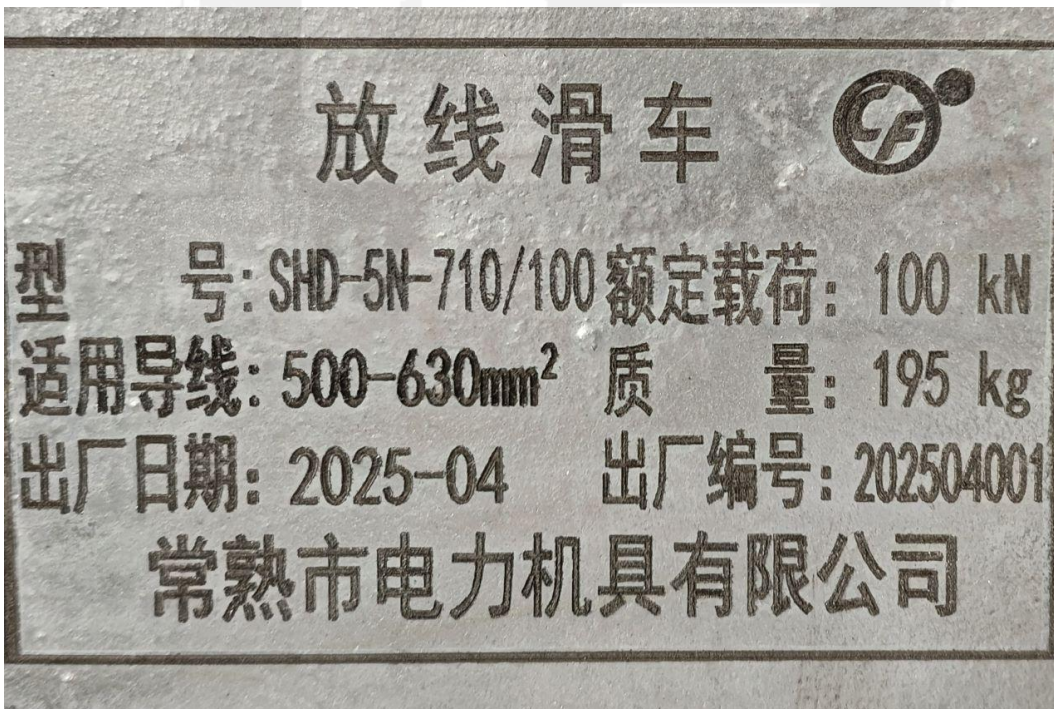 放线滑车 CF
型号: SHD-5N-710/100 额定载荷: 100 kN
适用导线: 500-630mm² 质量: 195 kg
出厂日期: 2025-04 出厂编号: 202504001
常熟市电力机具有限公司